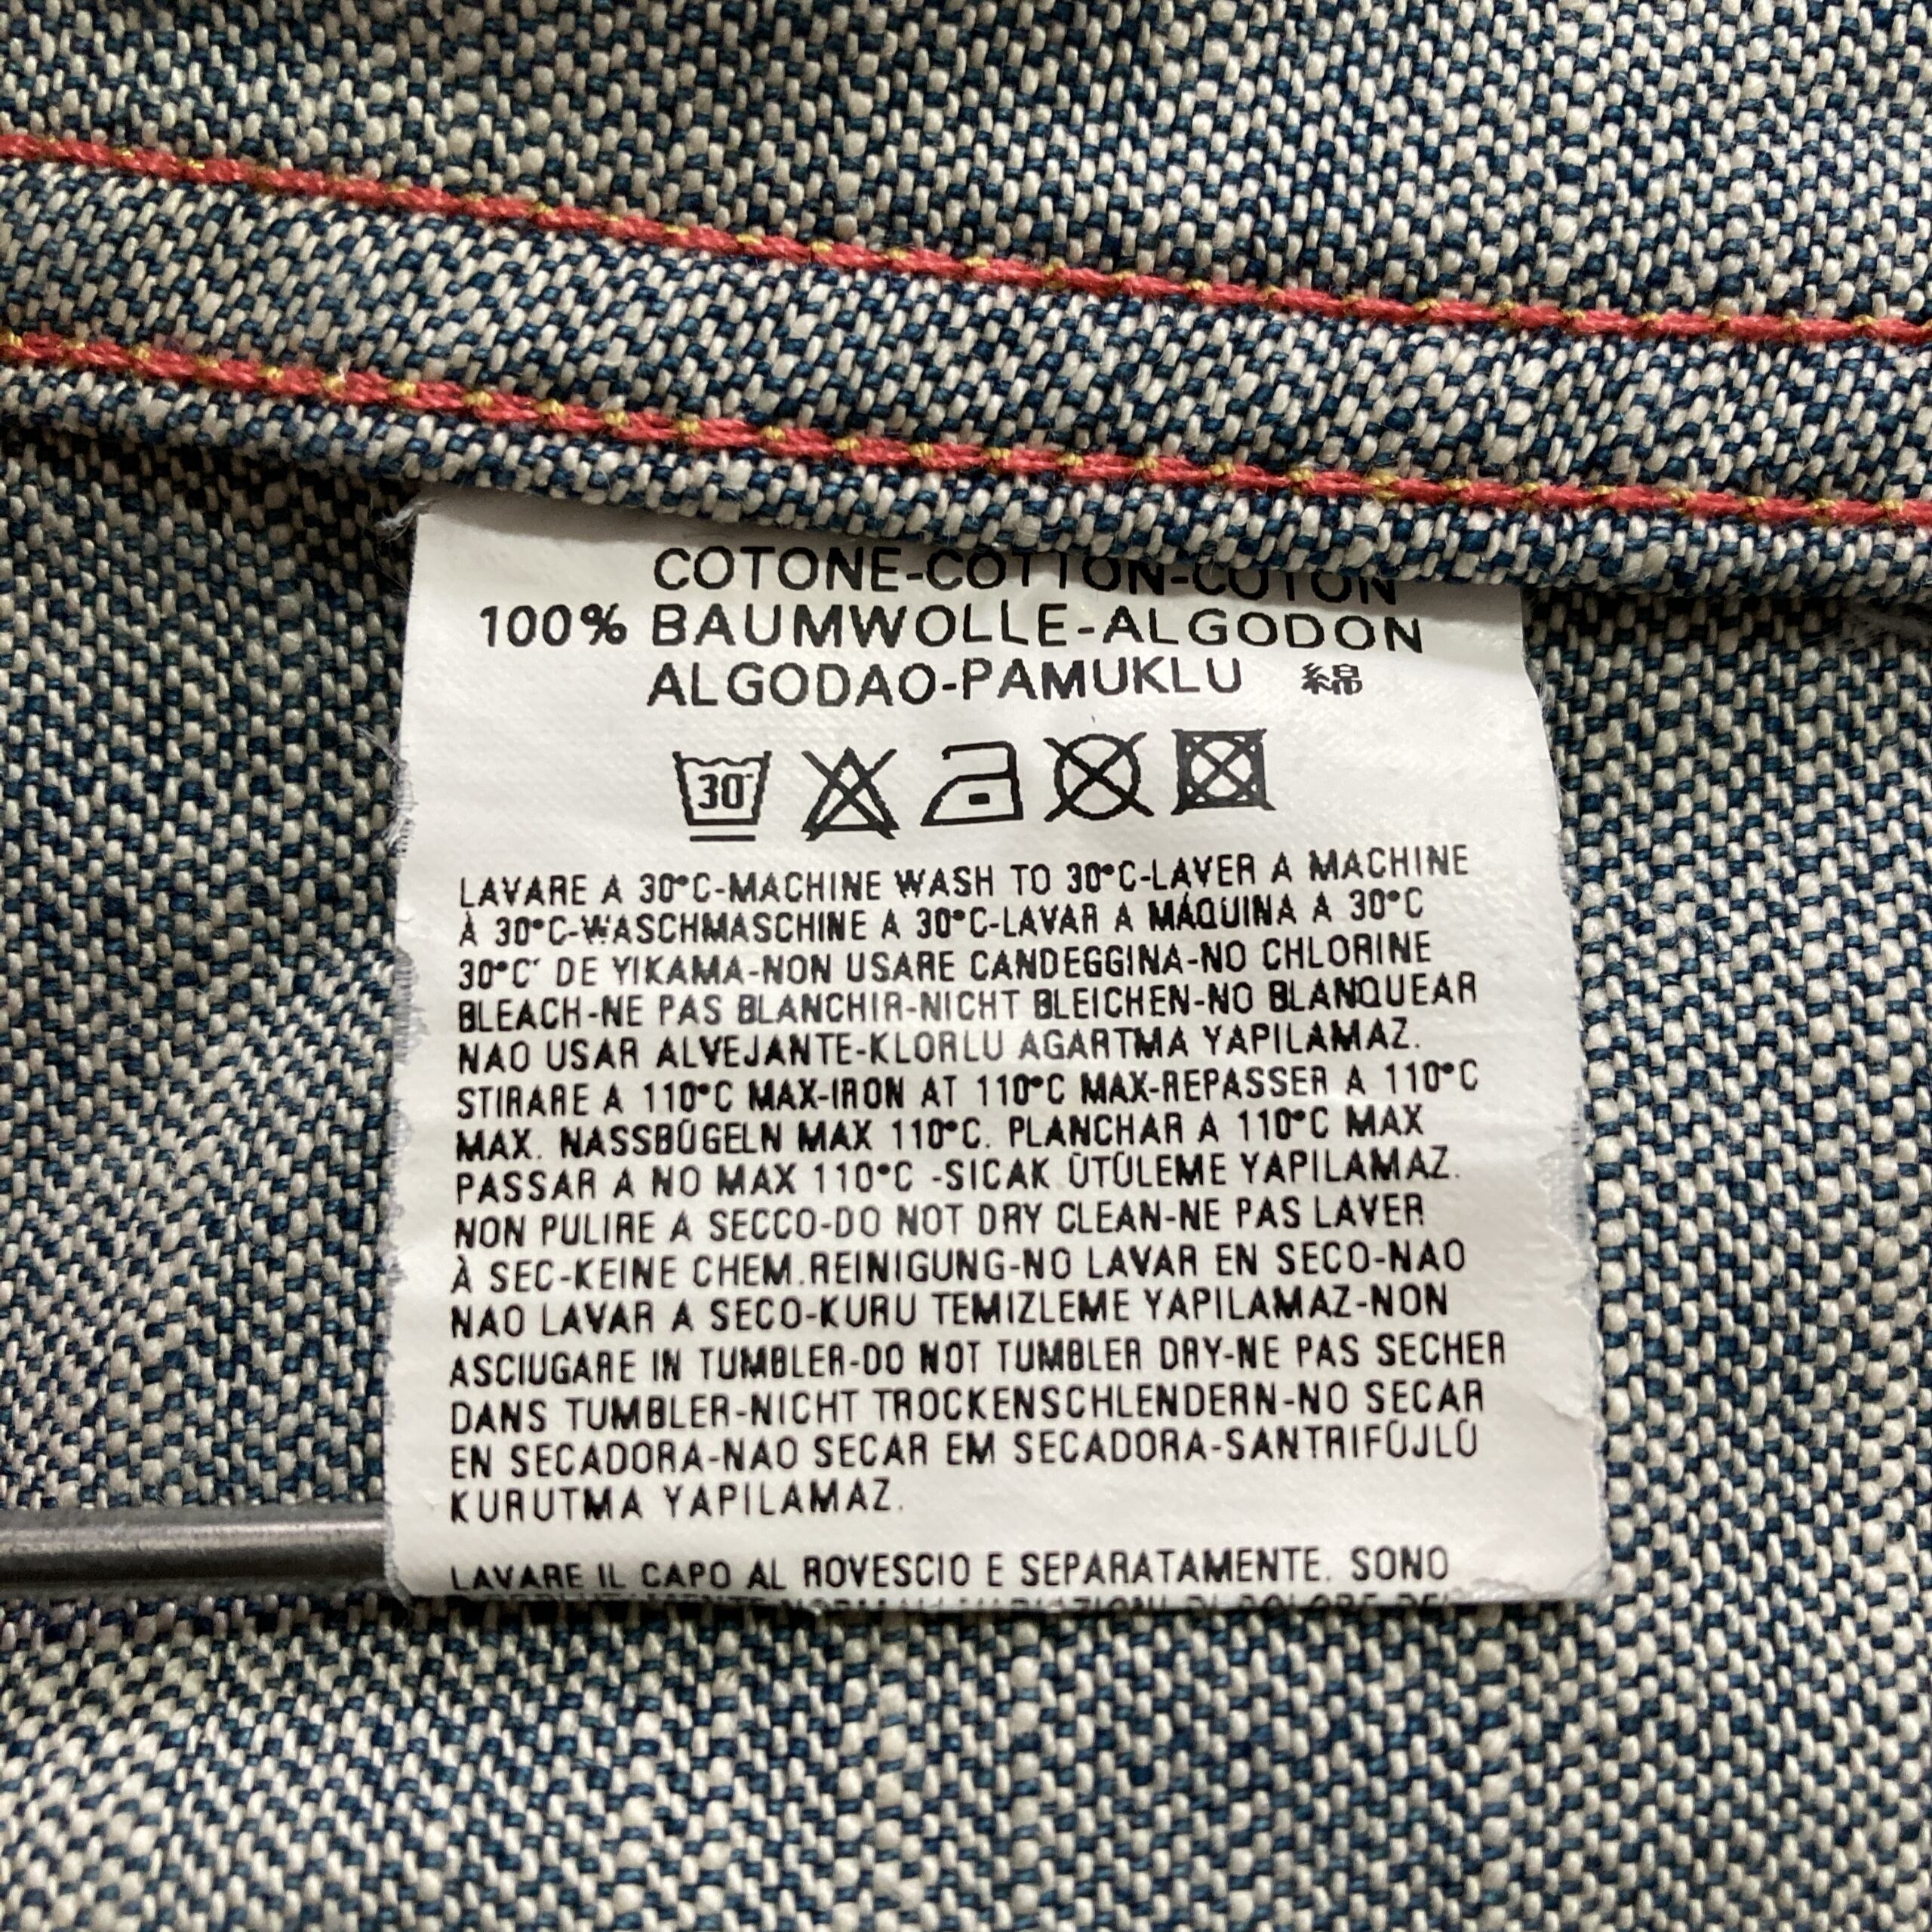 COTONE-COTTON-COTON
100% BAUMWOLLE-ALGODON
ALGODAO-PAMUKLU 綿
30°
LAVARE A 30°C-MACHINE WASH TO 30°C-LAVER A MACHINE
À 30°C-WASCHMASCHINE A 30°C-LAVAR A MÁQUINA A 30°C
30°C' DE YIKAMA-NON USARE CANDEGGINA-NO CHLORINE
BLEACH-NE PAS BLANCHIR-NICHT BLEICHEN-NO BLANQUEAR
NAO USAR ALVEJANTE-KLORLU AGARTMA YAPILAMAZ.
STIRARE A 110°C MAX-IRON AT 110°C MAX-REPASSER A 110°C
MAX. NASSBÜGELN MAX 110°C. PLANCHAR A 110°C MAX
PASSAR A NO MAX 110°C -SICAK ÜTÜLEME YAPILAMAZ.
NON PULIRE A SECCO-DO NOT DRY CLEAN-NE PAS LAVER
À SEC-KEINE CHEM.REINIGUNG-NO LAVAR EN SECO-NAO
NAO LAVAR A SECO-KURU TEMIZLEME YAPILAMAZ-NON
ASCIUGARE IN TUMBLER-DO NOT TUMBLER DRY-NE PAS SECHER
DANS TUMBLER-NICHT TROCKENSCHLENDERN-NO SECAR
EN SECADORA-NAO SECAR EM SECADORA-SANTRIFÜJLÜ
KURUTMA YAPILAMAZ.
LAVARE IL CAPO AL ROVESCIO E SEPARATAMENTE. SONO